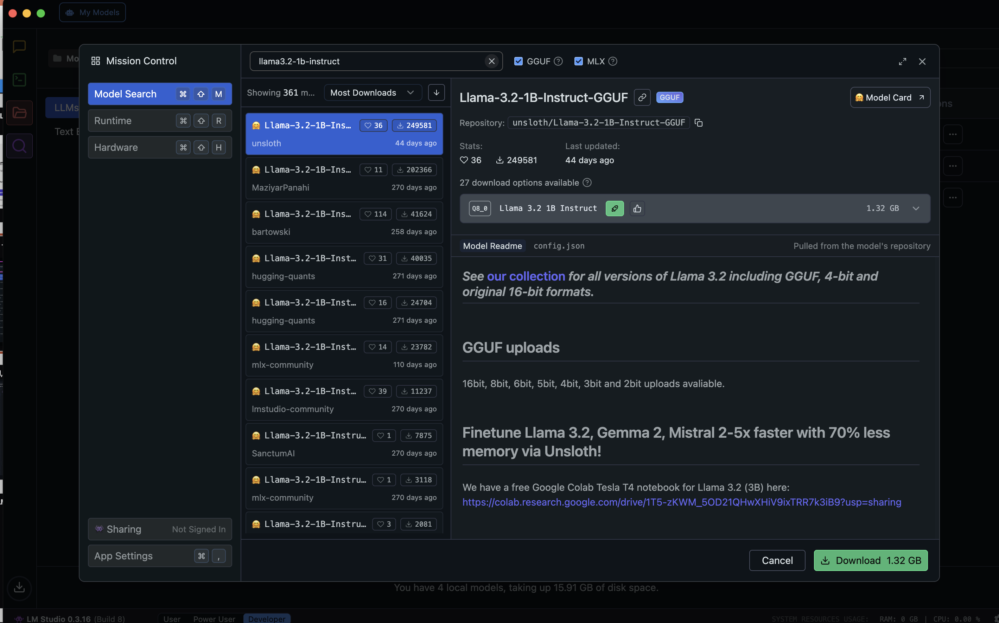 My Models
Mission Control
Model Search ⌘ M
Runtime ⌘ R
Hardware ⌘ H
Sharing Not Signed In
App Settings ⌘ ,
LLMs
llama3.2-1b-instruct
GGUF ?
MLX ?
Showing 361 m...
Most Downloads
Llama-3.2-1B-Ins... 36 249581
unsloth 44 days ago
Llama-3.2-1B-Ins... 11 202366
MaziyarPanahi 270 days ago
Llama-3.2-1B-Ins... 114 41624
bartowski 258 days ago
Llama-3.2-1B-Inst... 31 40035
hugging-quants 271 days ago
Llama-3.2-1B-Inst... 16 24704
hugging-quants 271 days ago
Llama-3.2-1B-Inst... 14 23782
mlx-community 110 days ago
Llama-3.2-1B-Inst... 39 11237
lmstudio-community 270 days ago
Llama-3.2-1B-Instru... 1 7875
SanctumAI 270 days ago
Llama-3.2-1B-Instru... 1 3118
mlx-community 270 days ago
Llama-3.2-1B-Instru... 3 2081
Llama-3.2-1B-Instruct-GGUF GGUF
Model Card
Repository: unsloth/Llama-3.2-1B-Instruct-GGUF
Stats: Last updated:
36 249581 44 days ago
27 download options available ?
Q8_0 Llama 3.2 1B Instruct 1.32 GB
Model Readme config.json Pulled from the model's repository
See our collection for all versions of Llama 3.2 including GGUF, 4-bit and
original 16-bit formats.
GGUF uploads
16bit, 8bit, 6bit, 5bit, 4bit, 3bit and 2bit uploads avaliable.
Finetune Llama 3.2, Gemma 2, Mistral 2-5x faster with 70% less
memory via Unsloth!
We have a free Google Colab Tesla T4 notebook for Llama 3.2 (3B) here:
https://colab.research.google.com/drive/1T5-zKWM_5OD21QHwXHiV9ixTRR7k3iB9?usp=sharing
Cancel
Download 1.32 GB
You have 4 local models, taking up 15.91 GB of disk space.
LM Studio 0.3.16 (Build 8)
User Power User Developer
SYSTEM RESOURCES USAGE: RAM: 0 GB | CPU: 0.00 %